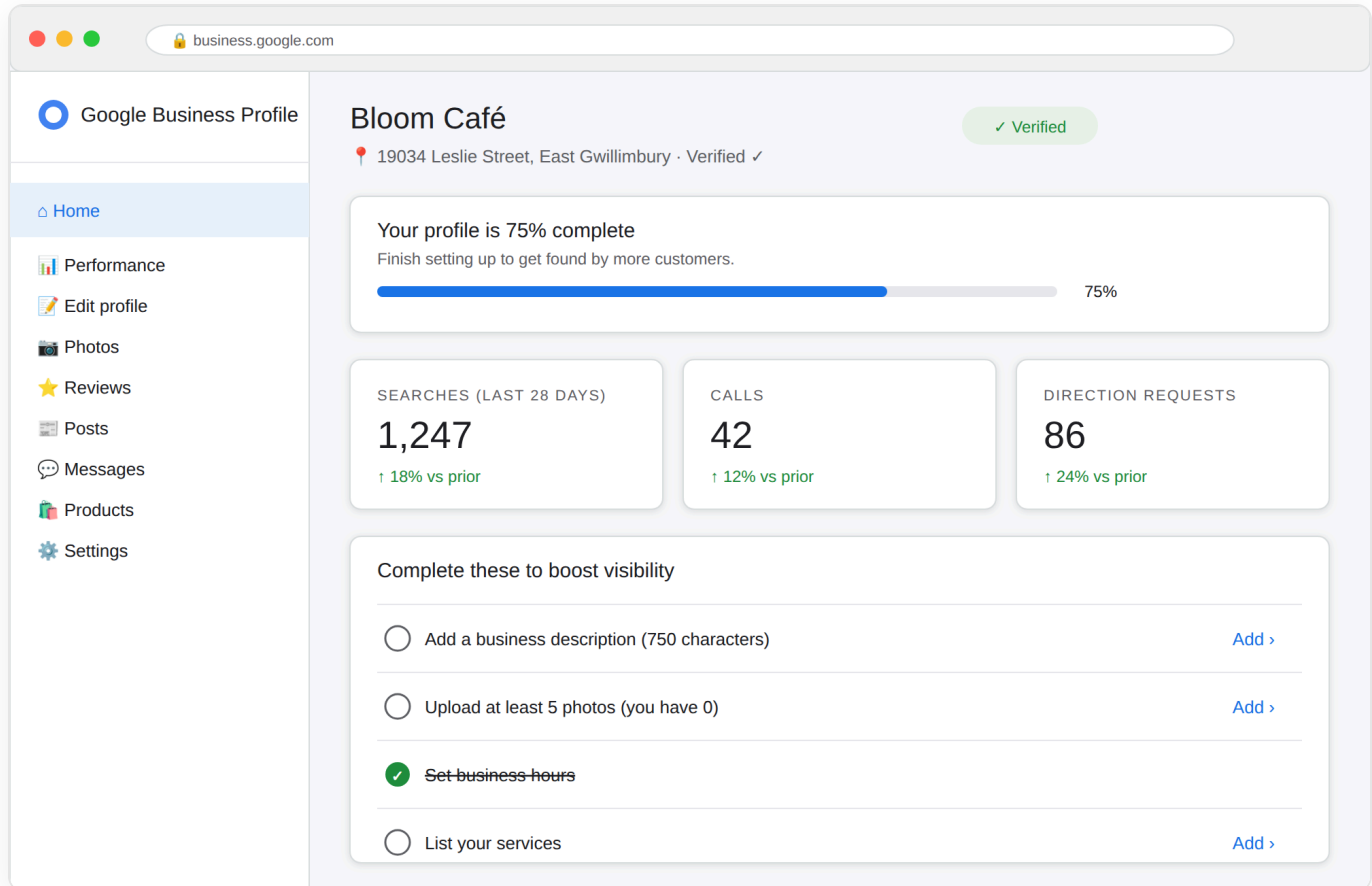 🔒 business.google.com
Google Business Profile
⌂ Home
📊 Performance
📝 Edit profile
📷 Photos
⭐ Reviews
📰 Posts
💬 Messages
🛍️ Products
⚙️ Settings
Bloom Café
📍 19034 Leslie Street, East Gwillimbury · Verified ✓
✓ Verified
Your profile is 75% complete
Finish setting up to get found by more customers.
75%
SEARCHES (LAST 28 DAYS)
1,247
↑ 18% vs prior
CALLS
42
↑ 12% vs prior
DIRECTION REQUESTS
86
↑ 24% vs prior
Complete these to boost visibility
Add a business description (750 characters) Add ›
Upload at least 5 photos (you have 0) Add ›
✓ Set business hours
List your services Add ›